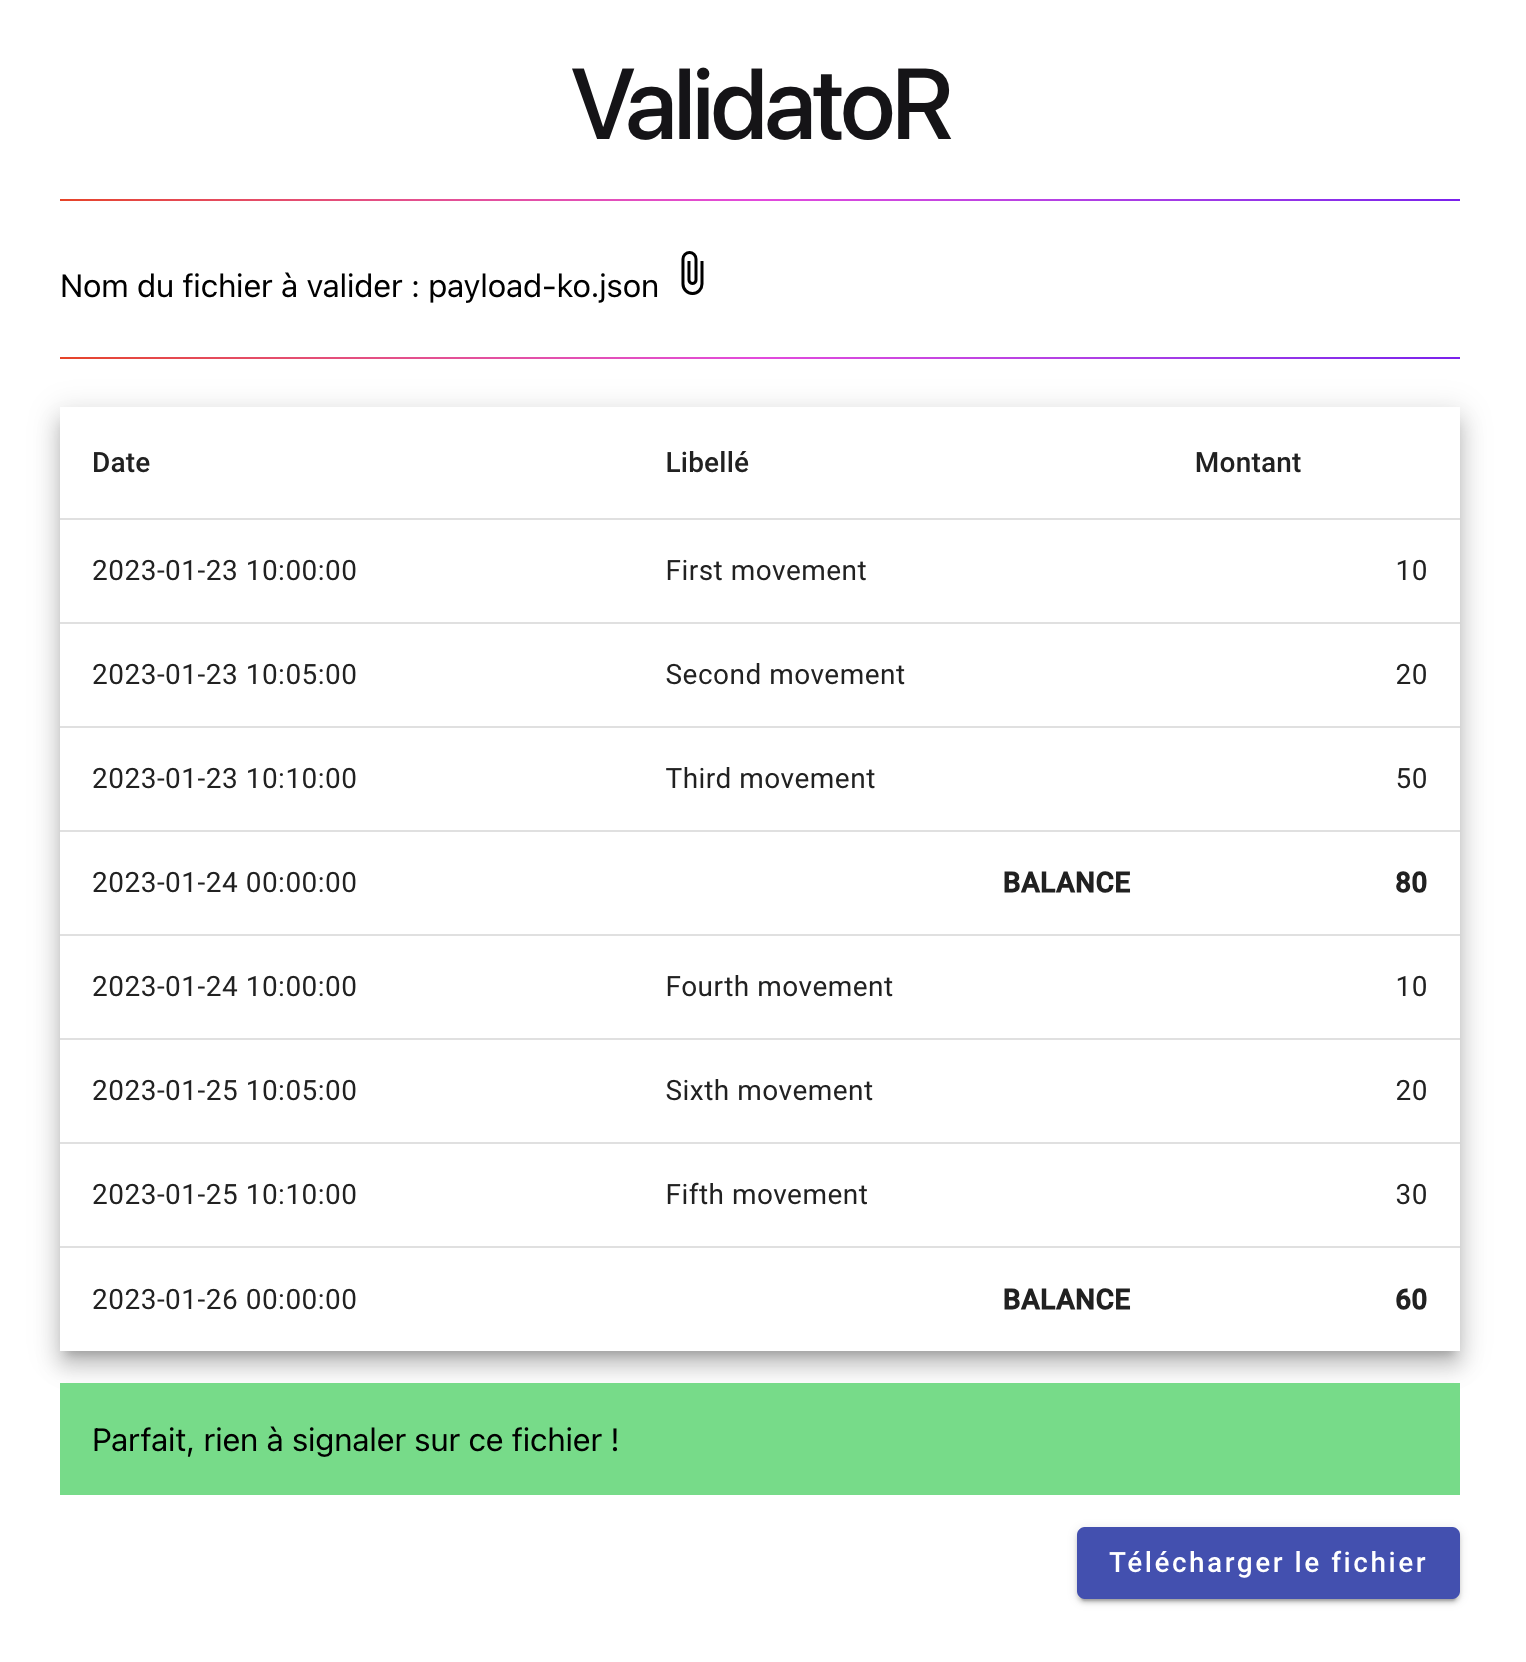 ValidatoR
Nom du fichier à valider : payload-ko.json
Date Libellé Montant
2023-01-23 10:00:00 First movement 10
2023-01-23 10:05:00 Second movement 20
2023-01-23 10:10:00 Third movement 50
2023-01-24 00:00:00 BALANCE 80
2023-01-24 10:00:00 Fourth movement 10
2023-01-25 10:05:00 Sixth movement 20
2023-01-25 10:10:00 Fifth movement 30
2023-01-26 00:00:00 BALANCE 60
Parfait, rien à signaler sur ce fichier !
Télécharger le fichier